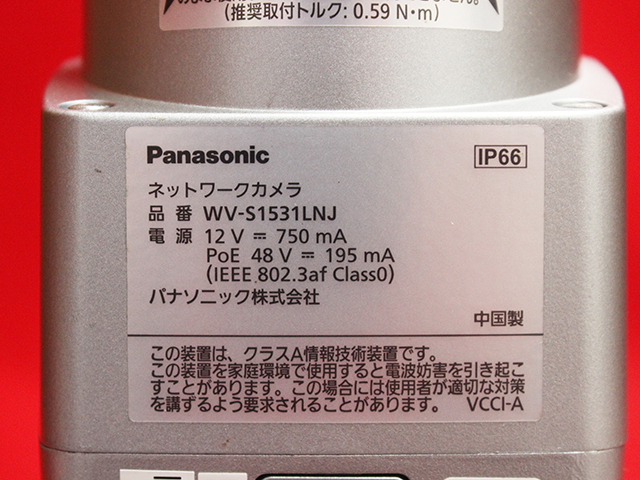 (推奨取付トルク: 0.59 N・m)
Panasonic
IP66
ネットワークカメラ
品 番 WV-S1531LNJ
電 源 12 V ⎓ 750 mA
PoE 48 V ⎓ 195 mA
(IEEE 802.3af Class0)
パナソニック株式会社
中国製
この装置は、クラスA情報技術装置です。
この装置を家庭環境で使用すると電波妨害を引き起こ
すことがあります。この場合には使用者が適切な対策
を講ずるよう要求されることがあります。 VCCI-A